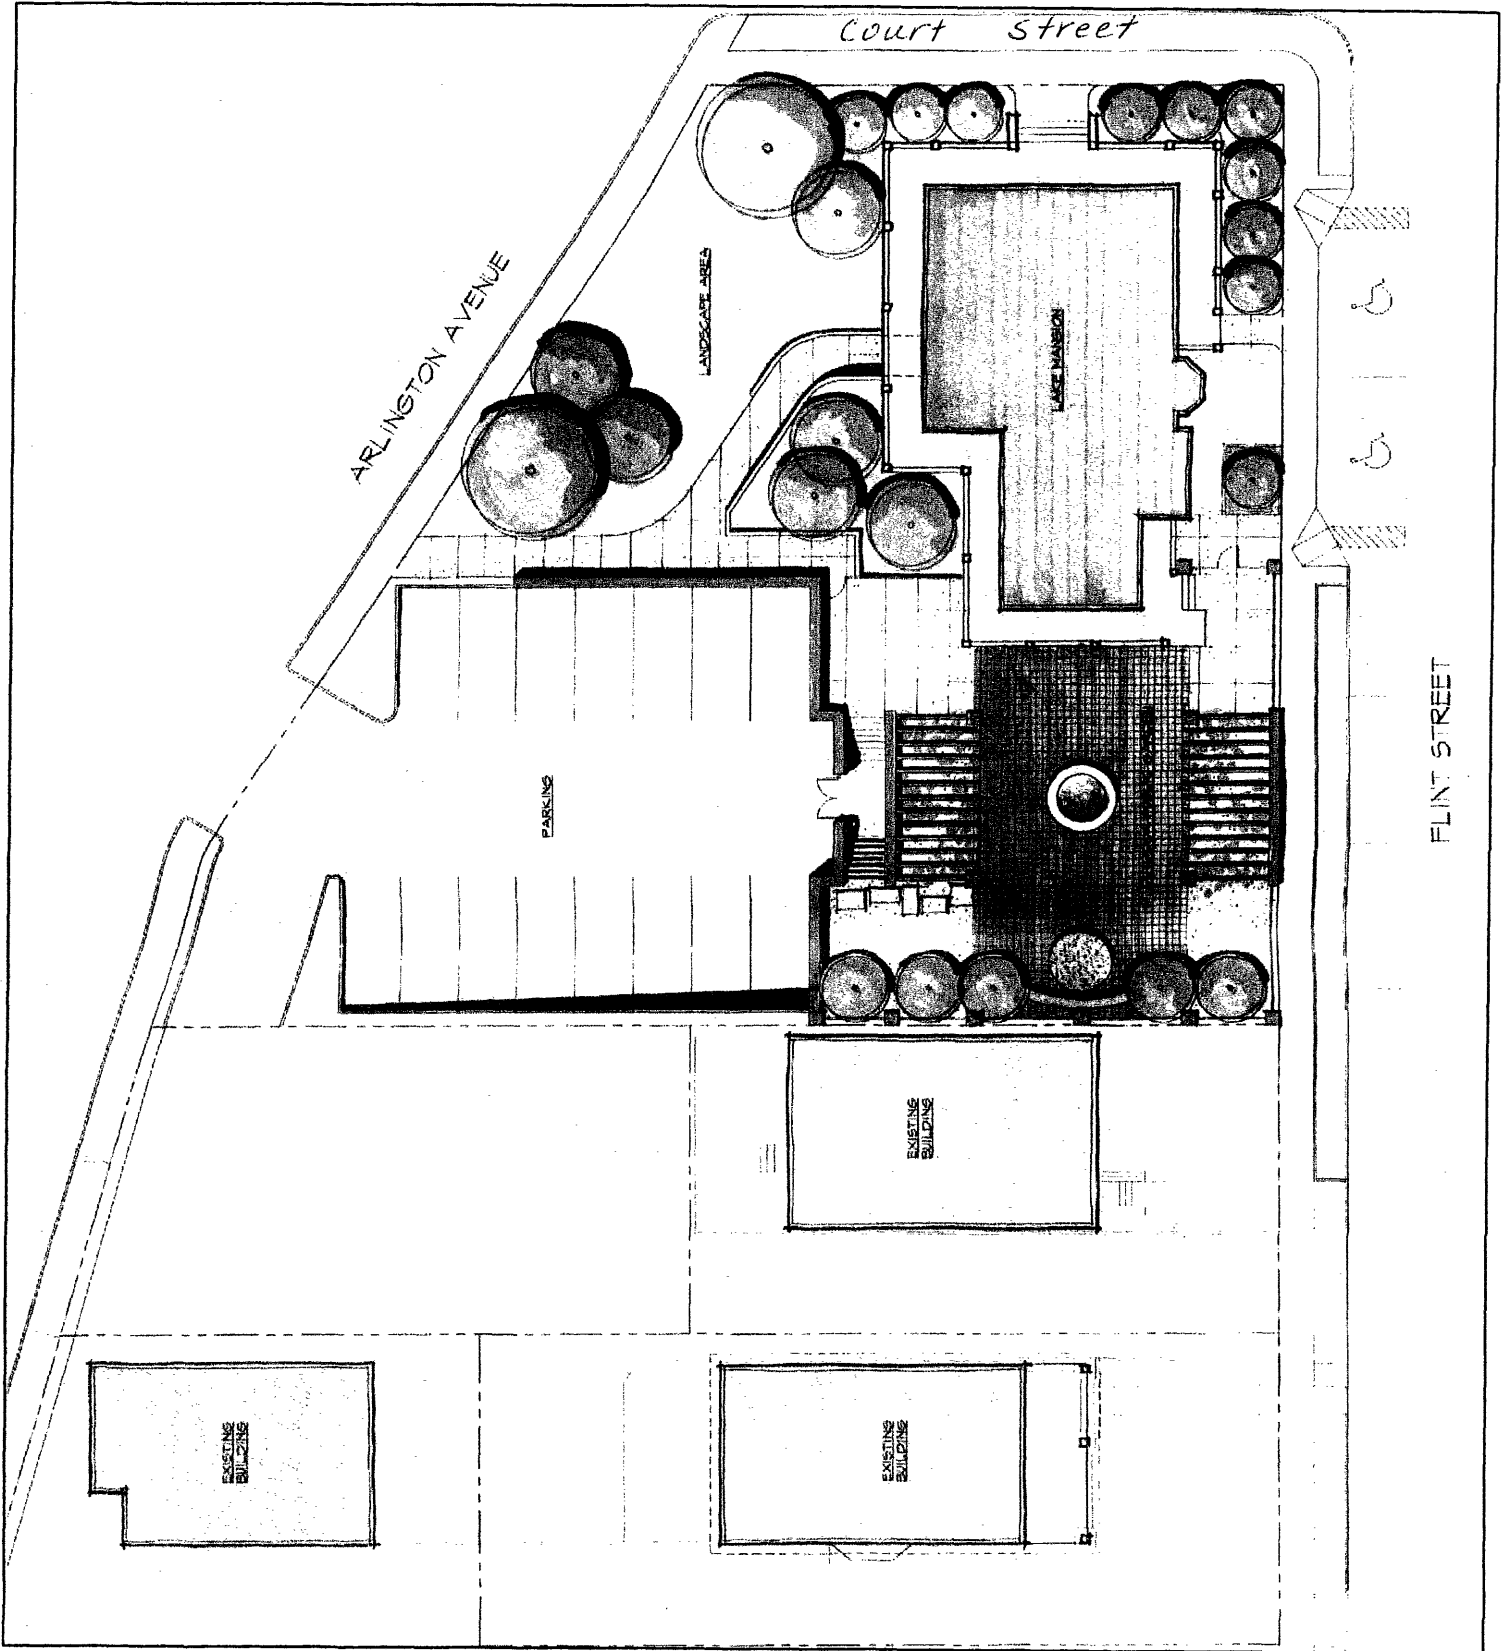 Court Street
ARLINGTON AVENUE
LANDSCAPE AREA
LAKE MANSION
FLINT STREET
PARKING
EXISTING
BUILDING
EXISTING
BUILDING
EXISTING
BUILDING